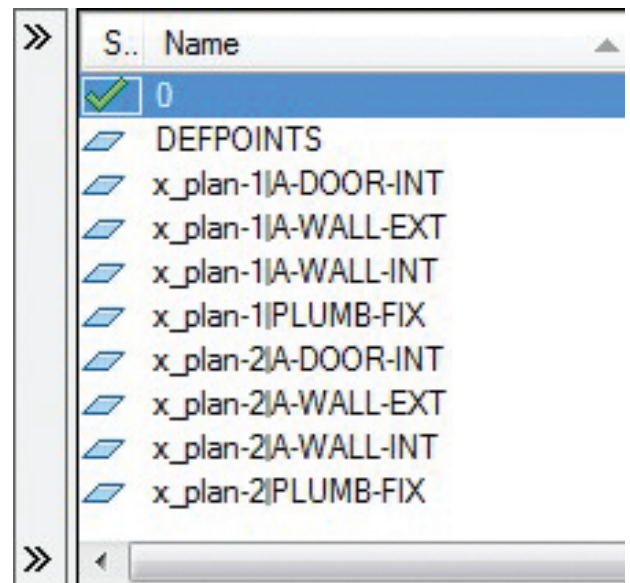 S.. Name
0
DEFPOINTS
x_plan-1|A-DOOR-INT
x_plan-1|A-WALL-EXT
x_plan-1|A-WALL-INT
x_plan-1|PLUMB-FIX
x_plan-2|A-DOOR-INT
x_plan-2|A-WALL-EXT
x_plan-2|A-WALL-INT
x_plan-2|PLUMB-FIX